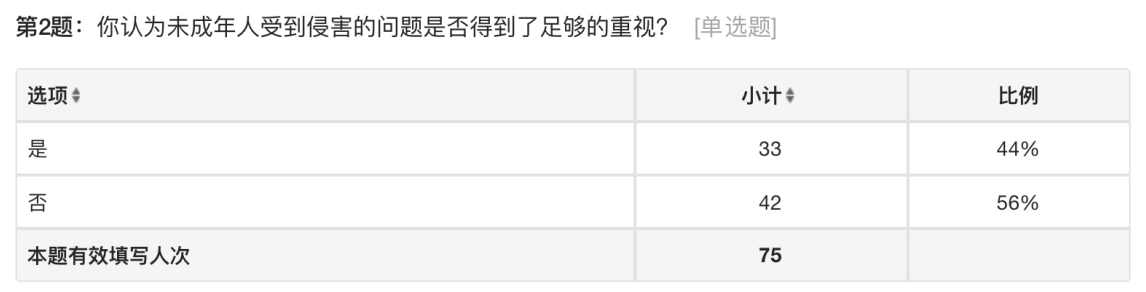 第2题：你认为未成年人受到侵害的问题是否得到了足够的重视？ [单选题]
选项 小计 比例
是 33 44%
否 42 56%
本题有效填写人次 75